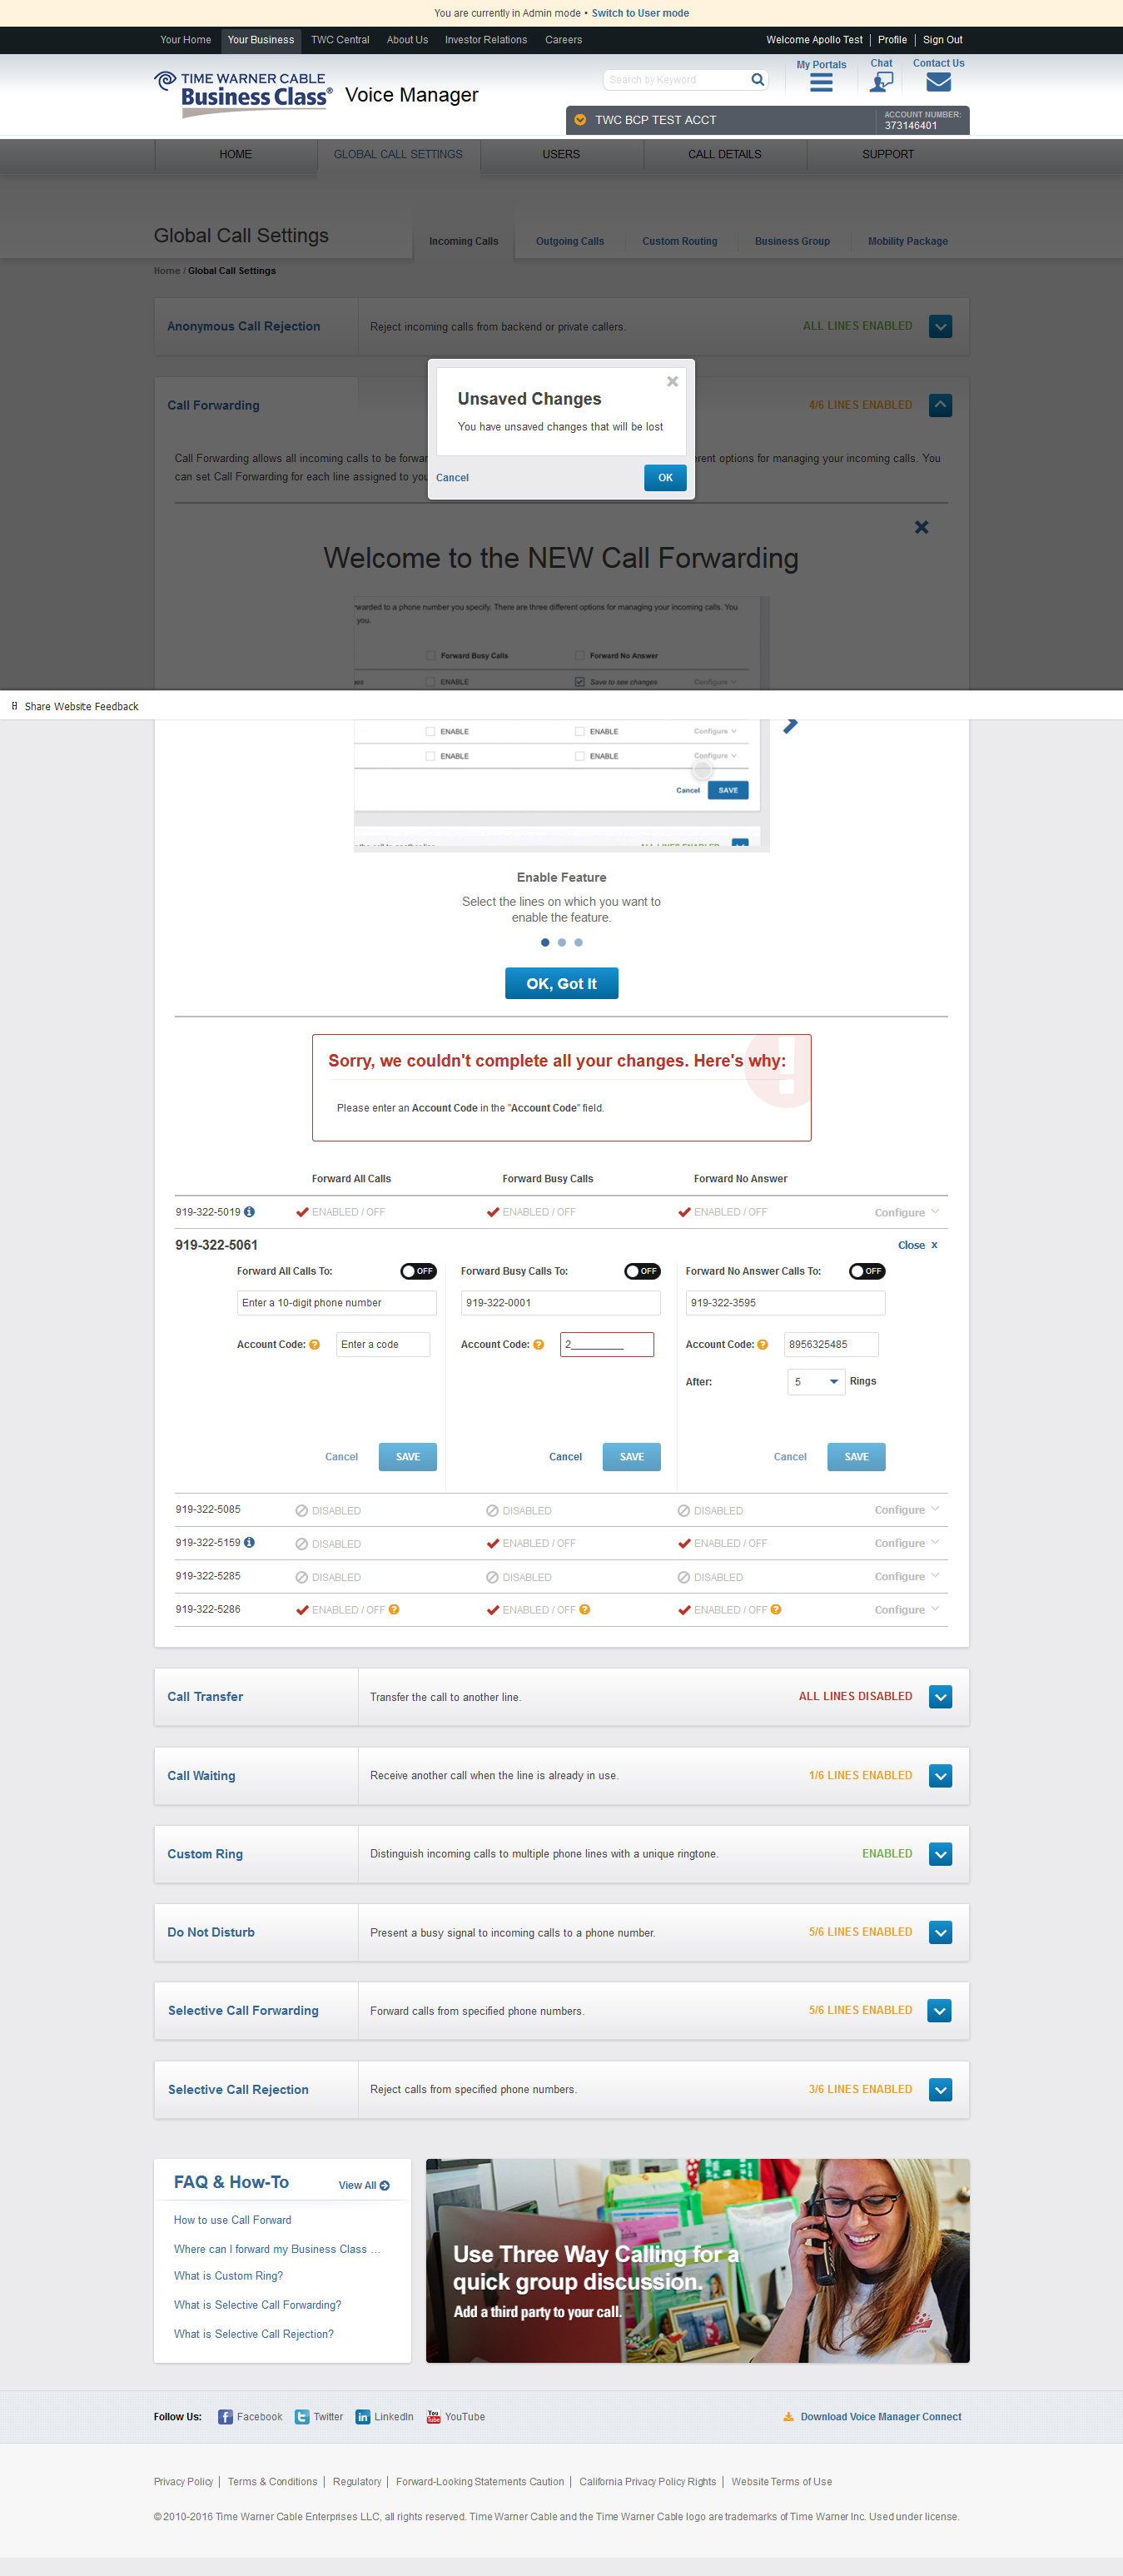 You are currently in Admin mode • Switch to User mode
Your Home Your Business TWC Central About Us Investor Relations Careers Welcome Apollo Test Profile Sign Out
TIME WARNER CABLE
Business Class®
Voice Manager
Search by Keyword
My Portals Chat Contact Us
TWC BCP TEST ACCT
ACCOUNT NUMBER:
373146401
HOME GLOBAL CALL SETTINGS USERS CALL DETAILS SUPPORT
Global Call Settings Incoming Calls Outgoing Calls Custom Routing Business Group Mobility Package
Home / Global Call Settings
Anonymous Call Rejection Reject incoming calls from backend or private callers. ALL LINES ENABLED
Call Forwarding 4/6 LINES ENABLED
Unsaved Changes
You have unsaved changes that will be lost
Cancel OK
Call Forwarding allows all incoming calls to be forwar
rent options for managing your incoming calls. You
can set Call Forwarding for each line assigned to you
Welcome to the NEW Call Forwarding
warded to a phone number you specify. There are three different options for managing your incoming calls. You
you.
Forward Busy Calls Forward No Answer
es ENABLE Save to see changes Configure
Share Website Feedback
ENABLE ENABLE Configure
ENABLE ENABLE Configure
Cancel SAVE
the call to another line
ALL LINES ENABLED
Enable Feature
Select the lines on which you want to
enable the feature.
OK, Got It
Sorry, we couldn't complete all your changes. Here's why:
Please enter an Account Code in the "Account Code" field.
Forward All Calls Forward Busy Calls Forward No Answer
919-322-5019 ENABLED / OFF ENABLED / OFF ENABLED / OFF Configure
919-322-5061 Close x
Forward All Calls To: OFF Forward Busy Calls To: OFF Forward No Answer Calls To: OFF
Enter a 10-digit phone number 919-322-0001 919-322-3595
Account Code: ? Enter a code Account Code: ? 2__________ Account Code: ? 8956325485
After: 5 Rings
Cancel SAVE Cancel SAVE Cancel SAVE
919-322-5085 DISABLED DISABLED DISABLED Configure
919-322-5159 DISABLED ENABLED / OFF ENABLED / OFF Configure
919-322-5285 DISABLED DISABLED DISABLED Configure
919-322-5286 ENABLED / OFF ? ENABLED / OFF ? ENABLED / OFF ? Configure
Call Transfer Transfer the call to another line. ALL LINES DISABLED
Call Waiting Receive another call when the line is already in use. 1/6 LINES ENABLED
Custom Ring Distinguish incoming calls to multiple phone lines with a unique ringtone. ENABLED
Do Not Disturb Present a busy signal to incoming calls to a phone number. 5/6 LINES ENABLED
Selective Call Forwarding Forward calls from specified phone numbers. 5/6 LINES ENABLED
Selective Call Rejection Reject calls from specified phone numbers. 3/6 LINES ENABLED
FAQ & How-To View All
How to use Call Forward
Where can I forward my Business Class ...
What is Custom Ring?
What is Selective Call Forwarding?
What is Selective Call Rejection?
Use Three Way Calling for a
quick group discussion.
Add a third party to your call.
Follow Us: Facebook Twitter LinkedIn YouTube Download Voice Manager Connect
Privacy Policy Terms & Conditions Regulatory Forward-Looking Statements Caution California Privacy Policy Rights Website Terms of Use
© 2010-2016 Time Warner Cable Enterprises LLC, all rights reserved. Time Warner Cable and the Time Warner Cable logo are trademarks of Time Warner Inc. Used under license.